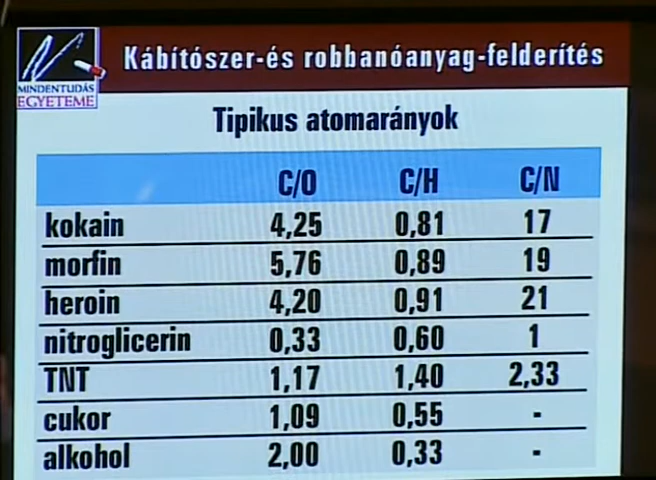 MINDENTUDÁS
EGYETEME
Kábítószer-és robbanóanyag-felderítés
Tipikus atomarányok
C/O C/H C/N
kokain 4,25 0,81 17
morfin 5,76 0,89 19
heroin 4,20 0,91 21
nitroglicerin 0,33 0,60 1
TNT 1,17 1,40 2,33
cukor 1,09 0,55 -
alkohol 2,00 0,33 -